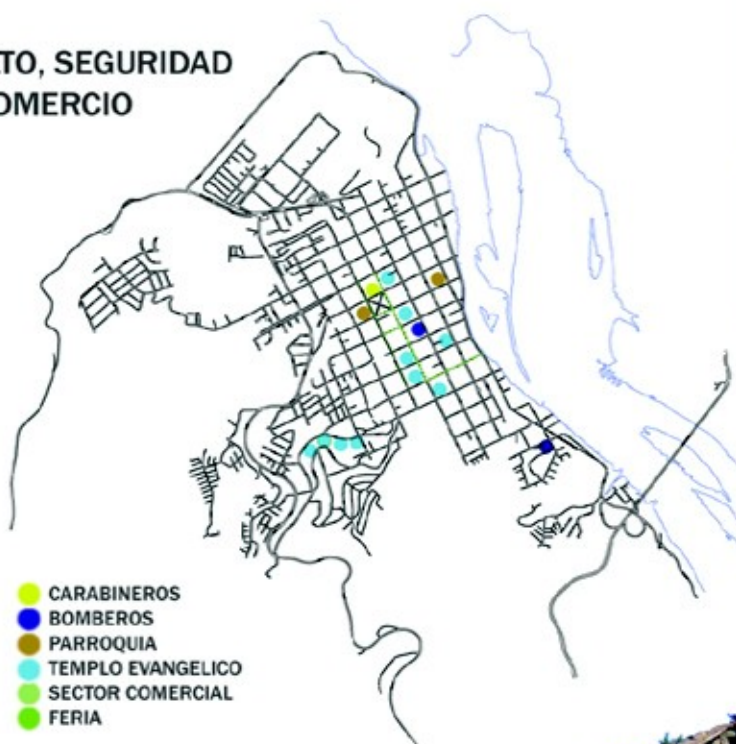 TO, SEGURIDAD
OMERCIO
CARABINEROS
BOMBEROS
PARROQUIA
TEMPLO EVANGELICO
SECTOR COMERCIAL
FERIA